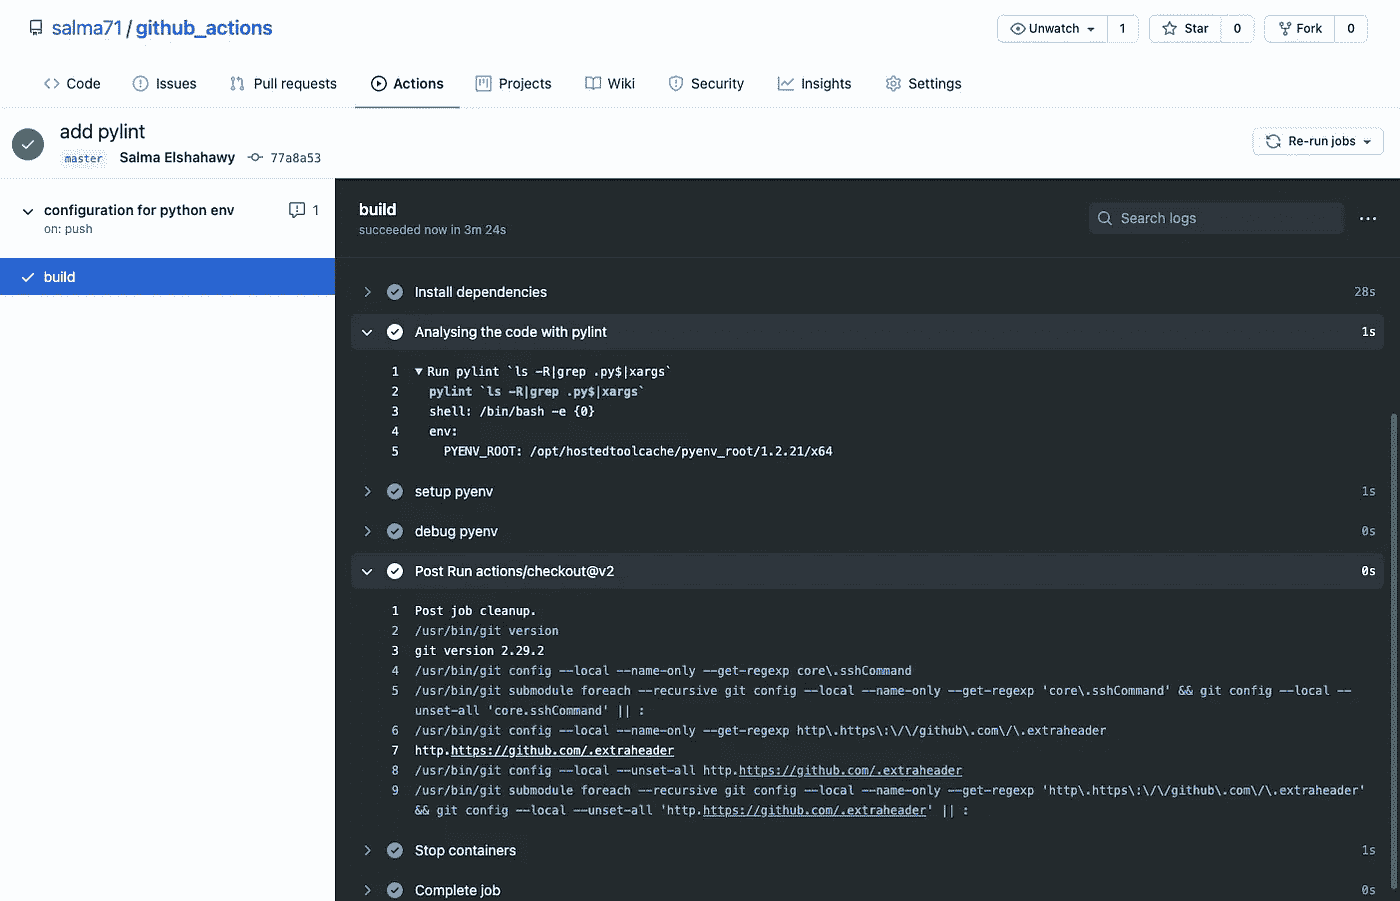 salma71 / github_actions
Unwatch 1 Star 0 Fork 0
Code Issues Pull requests Actions Projects Wiki Security Insights Settings
add pylint
master Salma Elshahawy 77a8a53
Re-run jobs
configuration for python env 1
on: push
build
build
succeeded now in 3m 24s
Search logs
Install dependencies 28s
Analysing the code with pylint 1s
1 Run pylint `ls -R|grep .py$|xargs`
2 pylint `ls -R|grep .py$|xargs`
3 shell: /bin/bash -e {0}
4 env:
5 PYENV_ROOT: /opt/hostedtoolcache/pyenv_root/1.2.21/x64
setup pyenv 1s
debug pyenv 0s
Post Run actions/checkout@v2 0s
1 Post job cleanup.
2 /usr/bin/git version
3 git version 2.29.2
4 /usr/bin/git config --local --name-only --get-regexp core\.sshCommand
5 /usr/bin/git submodule foreach --recursive git config --local --name-only --get-regexp 'core\.sshCommand' && git config --local --
unset-all 'core.sshCommand' || :
6 /usr/bin/git config --local --name-only --get-regexp http\.https\:\/\/github\.com\/\.extraheader
7 http.https://github.com/.extraheader
8 /usr/bin/git config --local --unset-all http.https://github.com/.extraheader
9 /usr/bin/git submodule foreach --recursive git config --local --name-only --get-regexp 'http\.https\:\/\/github\.com\/\.extraheader'
&& git config --local --unset-all 'http.https://github.com/.extraheader' || :
Stop containers 1s
Complete job 0s